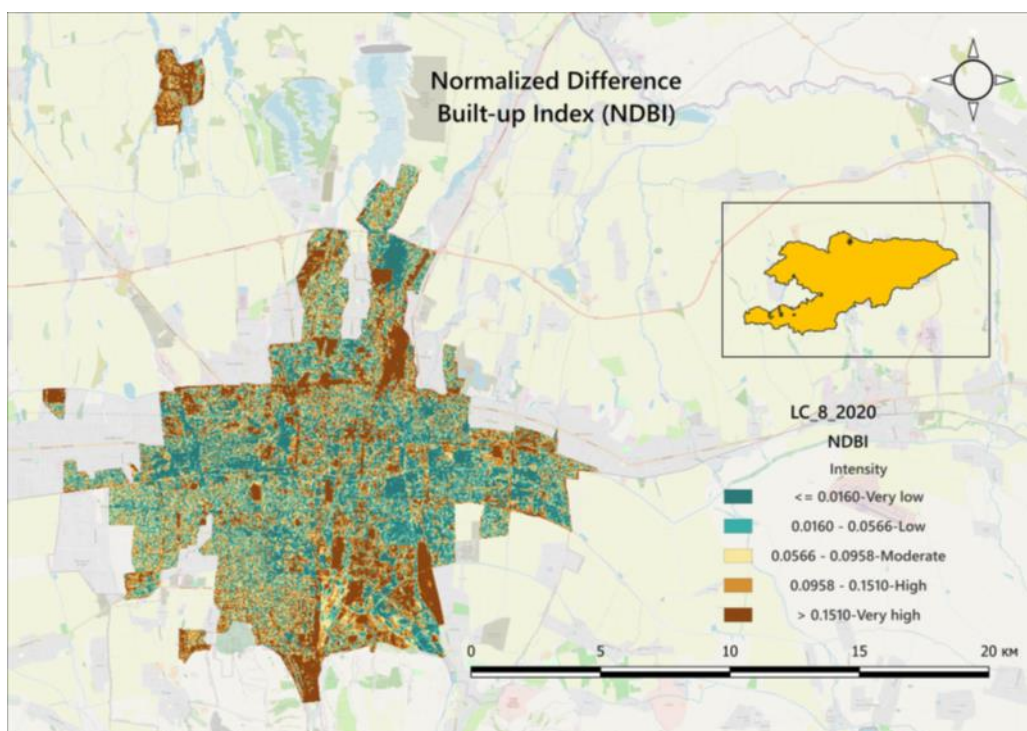 Normalized Difference
Built-up Index (NDBI)
LC_8_2020
NDBI
Intensity
<= 0.0160-Very low
0.0160 - 0.0566-Low
0.0566 - 0.0958-Moderate
0.0958 - 0.1510-High
> 0.1510-Very high
0 5 10 15 20 км